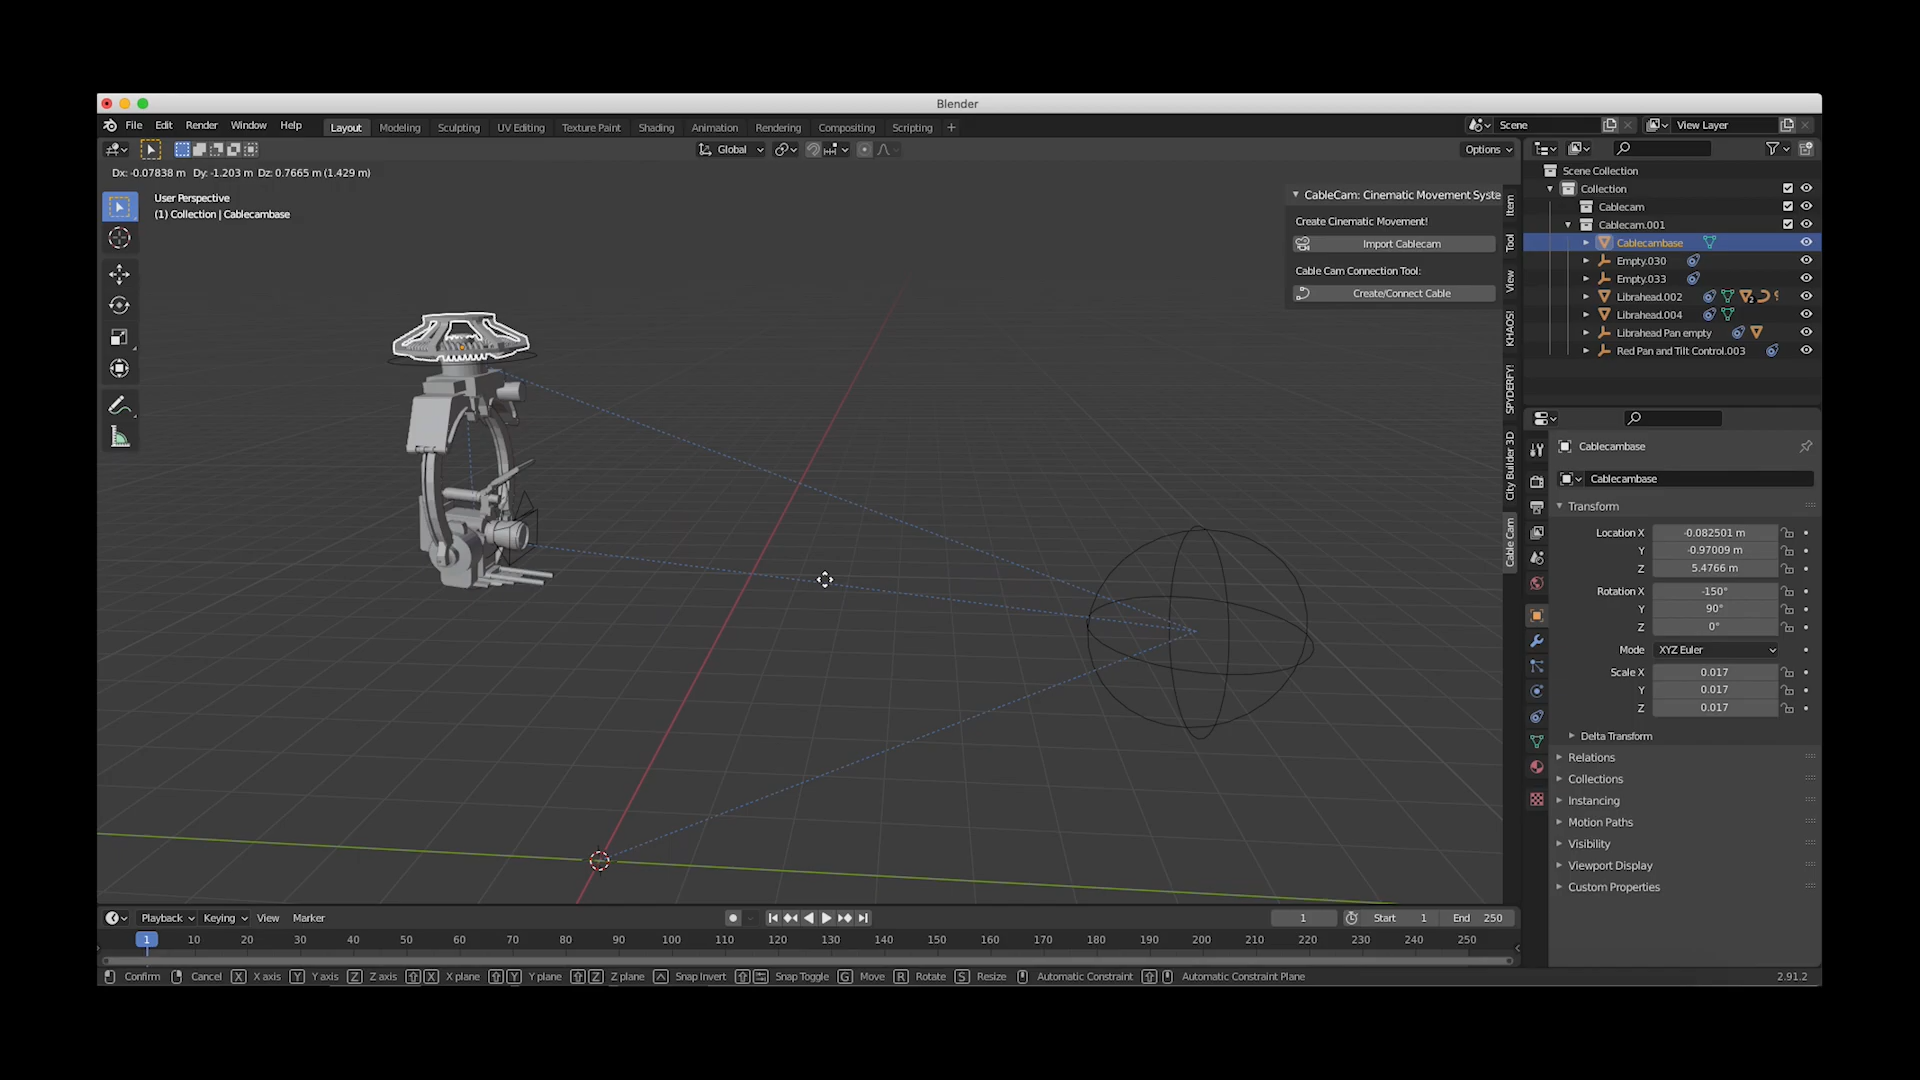 Blender
File Edit Render Window Help Layout Modeling Sculpting UV Editing Texture Paint Shading Animation Rendering Compositing Scripting + Scene View Layer
Global Options
Dx: -0.07838 m Dy: -1.203 m Dz: 0.7665 m (1.429 m)
User Perspective
(1) Collection | Cablecambase
CableCam: Cinematic Movement Syste
Create Cinematic Movement!
Import Cablecam
Cable Cam Connection Tool:
Create/Connect Cable
Item
Tool
View
KHAOS!
SPYDERFY!
City Builder 3D
Cable Cam
Scene Collection
Collection
Cablecam
Cablecam.001
Cablecambase
Empty.030
Empty.033
Librahead.002
Librahead.004
Librahead Pan empty
Red Pan and Tilt Control.003
Cablecambase
Cablecambase
Transform
Location X -0.082501 m
Y -0.97009 m
Z 5.4766 m
Rotation X -150°
Y 90°
Z 0°
Mode XYZ Euler
Scale X 0.017
Y 0.017
Z 0.017
Delta Transform
Relations
Collections
Instancing
Motion Paths
Visibility
Viewport Display
Custom Properties
Playback Keying View Marker 1 Start 1 End 250
1 10 20 30 40 50 60 70 80 90 100 110 120 130 140 150 160 170 180 190 200 210 220 230 240 250
Confirm Cancel X X axis Y Y axis Z Z axis X X plane Y Y plane Z Z plane Snap Invert Snap Toggle G Move R Rotate S Resize Automatic Constraint Automatic Constraint Plane 2.91.2